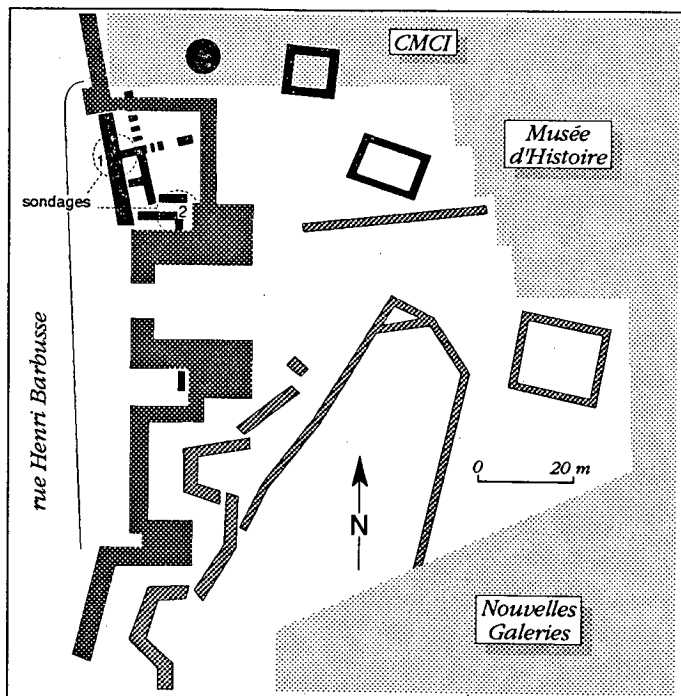 CMCI
Musée
d'Histoire
1
sondages
2
rue Henri Barbusse
0 20 m
N
Nouvelles
Galeries